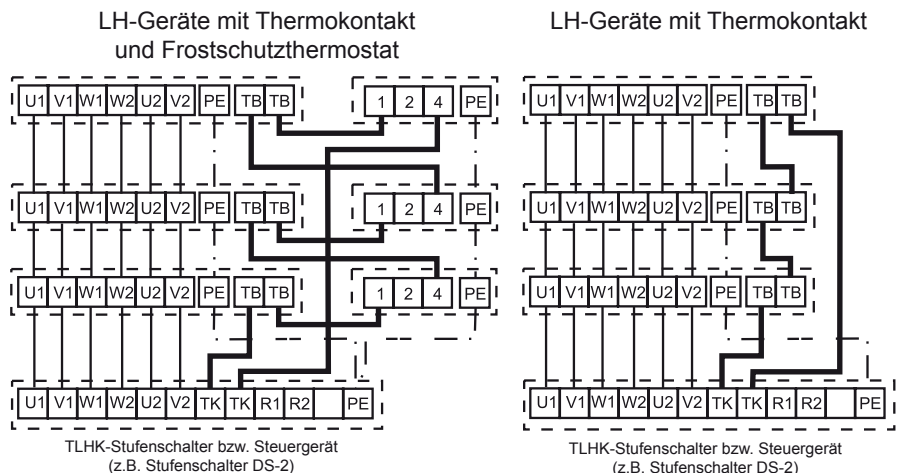 LH-Geräte mit Thermokontakt
und Frostschutzthermostat
U1 V1 W1 W2 U2 V2 PE TB TB 1 2 4 PE
U1 V1 W1 W2 U2 V2 PE TB TB 1 2 4 PE
U1 V1 W1 W2 U2 V2 PE TB TB 1 2 4 PE
U1 V1 W1 W2 U2 V2 TK TK R1 R2 PE
TLHK-Stufenschalter bzw. Steuergerät
(z.B. Stufenschalter DS-2)
LH-Geräte mit Thermokontakt
U1 V1 W1 W2 U2 V2 PE TB TB
U1 V1 W1 W2 U2 V2 PE TB TB
U1 V1 W1 W2 U2 V2 PE TB TB
U1 V1 W1 W2 U2 V2 TK TK R1 R2 PE
TLHK-Stufenschalter bzw. Steuergerät
(z.B. Stufenschalter DS-2)